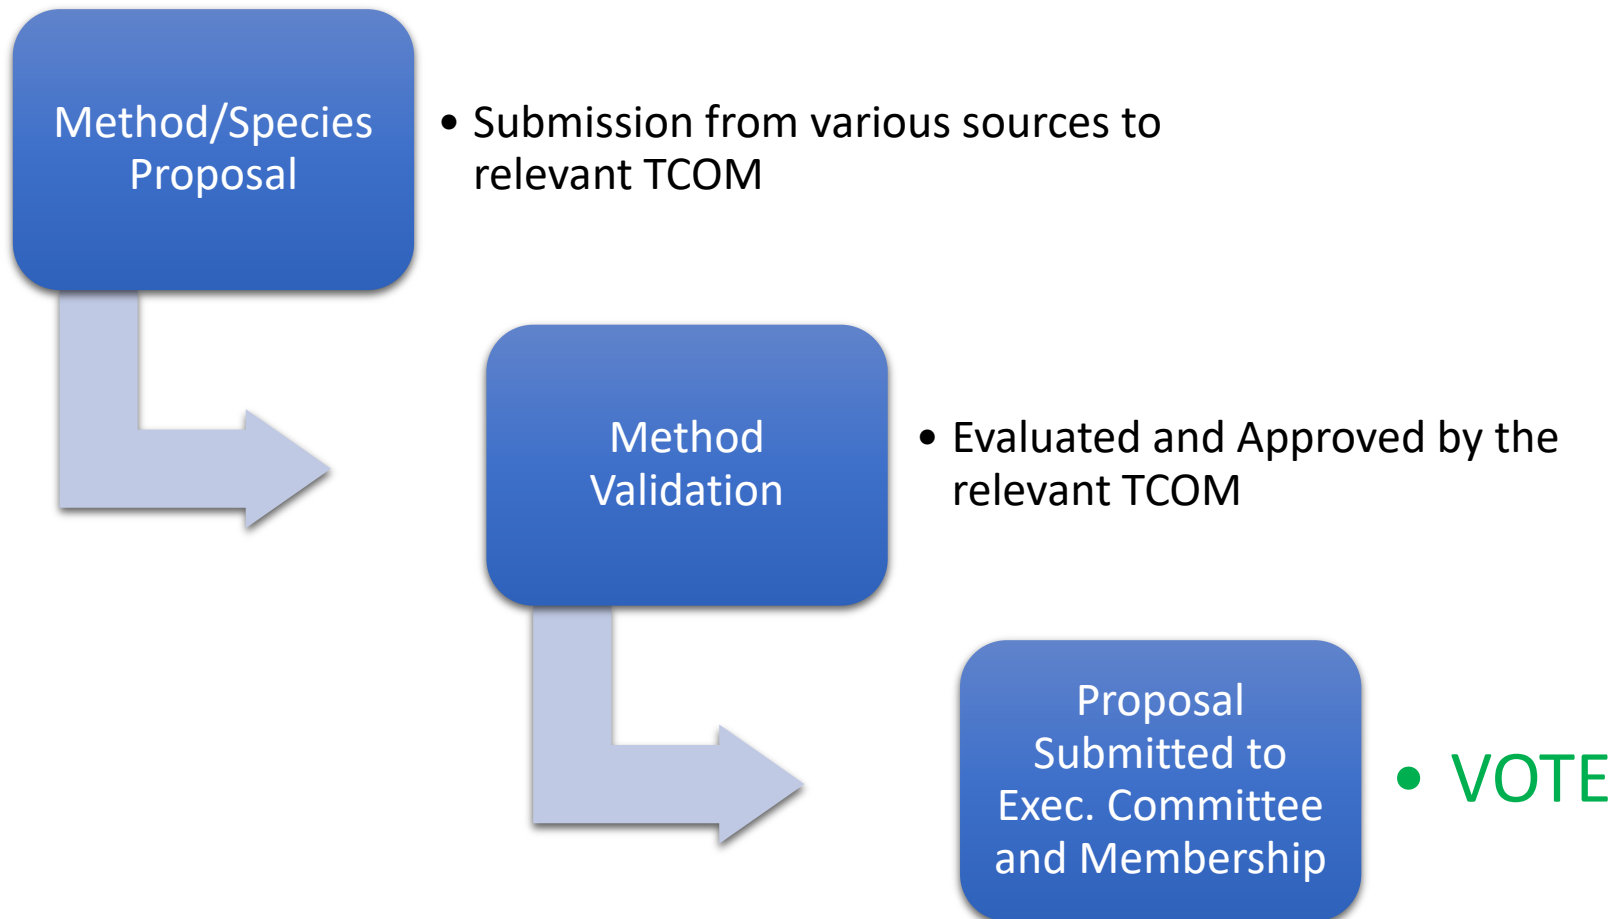 Method/Species
Proposal
• Submission from various sources to
relevant TCOM
Method
Validation
• Evaluated and Approved by the
relevant TCOM
Proposal
Submitted to
Exec. Committee
and Membership
• VOTE